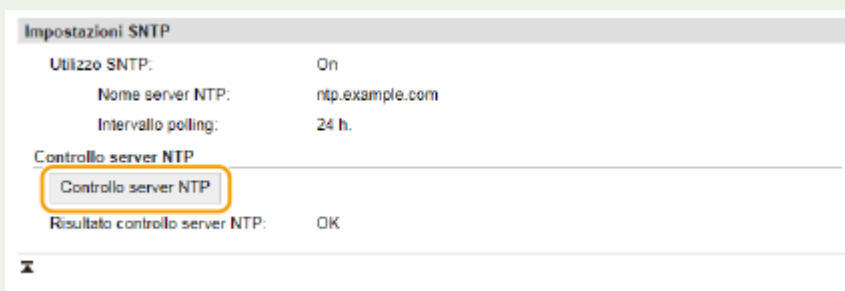 Impostazioni SNTP
Utilizzo SNTP: On
Nome server NTP: ntp.example.com
Intervallo polling: 24 h.
Controllo server NTP
Controllo server NTP
Risultato controllo server NTP: OK